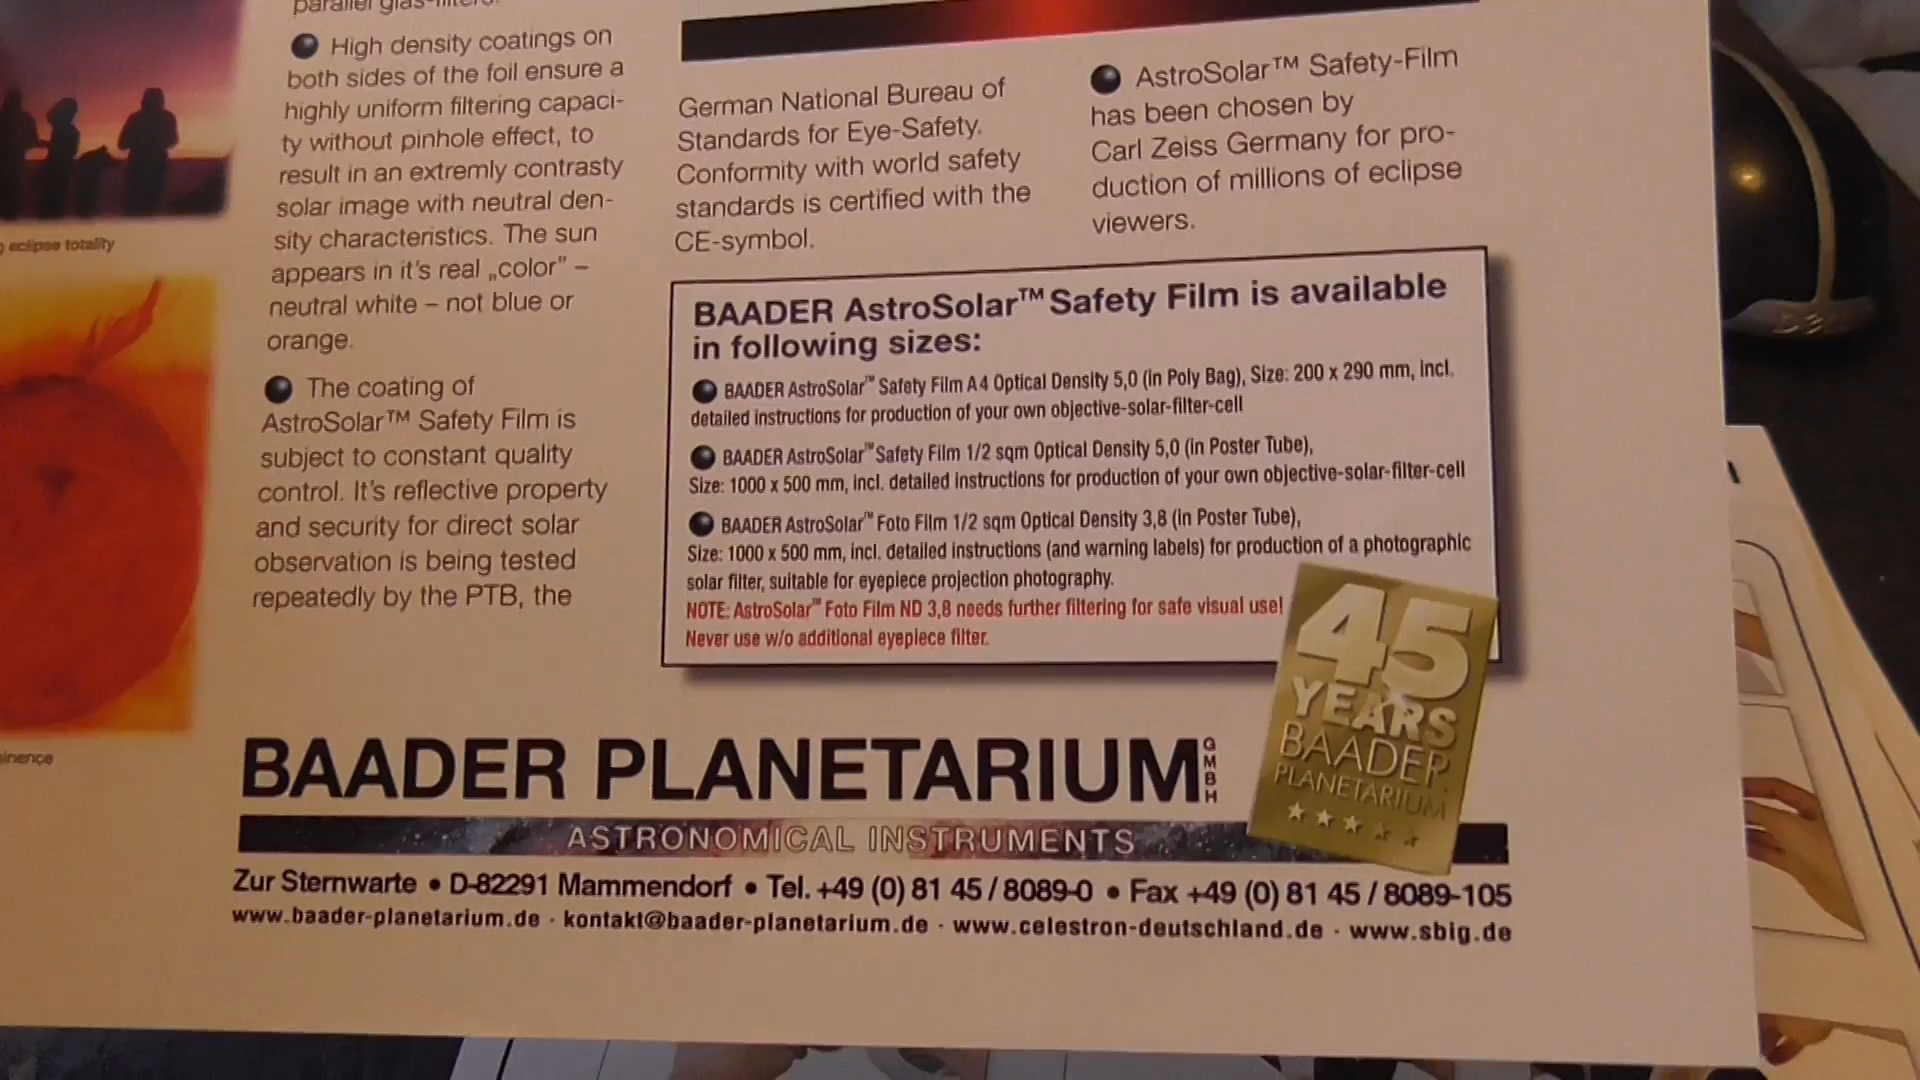 parallel glas-filters.
High density coatings on
both sides of the foil ensure a
highly uniform filtering capaci-
ty without pinhole effect, to
result in an extremly contrasty
solar image with neutral den-
sity characteristics. The sun
appears in it's real „color" –
neutral white – not blue or
orange.
The coating of
AstroSolar™ Safety Film is
subject to constant quality
control. It's reflective property
and security for direct solar
observation is being tested
repeatedly by the PTB, the
eclipse totality
German National Bureau of
Standards for Eye-Safety.
Conformity with world safety
standards is certified with the
CE-symbol.
AstroSolar™ Safety-Film
has been chosen by
Carl Zeiss Germany for pro-
duction of millions of eclipse
viewers.
BAADER AstroSolar™ Safety Film is available
in following sizes:
BAADER AstroSolar™ Safety Film A4 Optical Density 5,0 (in Poly Bag), Size: 200 x 290 mm, incl.
detailed instructions for production of your own objective-solar-filter-cell
BAADER AstroSolar™ Safety Film 1/2 sqm Optical Density 5,0 (in Poster Tube),
Size: 1000 x 500 mm, incl. detailed instructions for production of your own objective-solar-filter-cell
BAADER AstroSolar™ Foto Film 1/2 sqm Optical Density 3,8 (in Poster Tube),
Size: 1000 x 500 mm, incl. detailed instructions (and warning labels) for production of a photographic
solar filter, suitable for eyepiece projection photography.
NOTE: AstroSolar™ Foto Film ND 3,8 needs further filtering for safe visual use!
Never use w/o additional eyepiece filter.
45
YEARS
BAADER
PLANETARIUM
BAADER PLANETARIUM GMBH
ASTRONOMICAL INSTRUMENTS
Zur Sternwarte • D-82291 Mammendorf • Tel. +49 (0) 81 45 / 8089-0 • Fax +49 (0) 81 45 / 8089-105
www.baader-planetarium.de · kontakt@baader-planetarium.de · www.celestron-deutschland.de · www.sbig.de